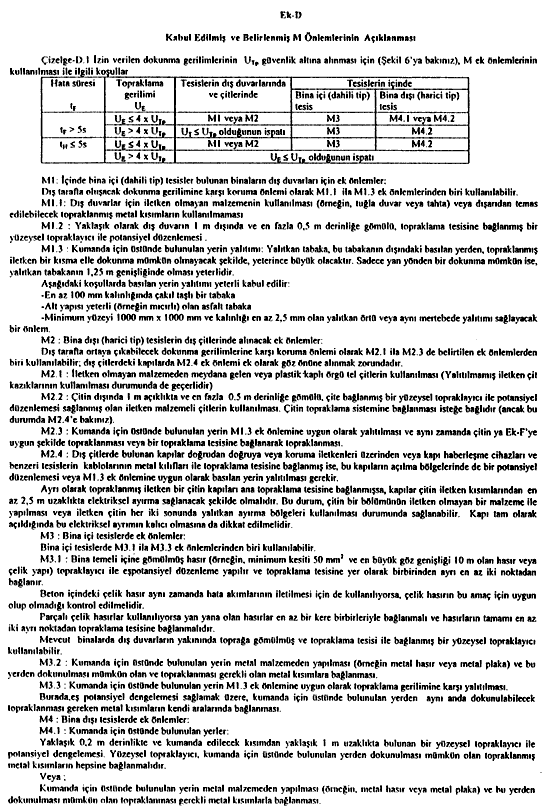 Ek-D
Kabul Edilmiş ve Belirlenmiş M Önlemlerinin Açıklanması
Çizelge-D.1 İzin verilen dokunma gerilimlerinin UTp güvenlik altına alınması için (Şekil 6'ya bakınız), M ek önlemlerinin
kullanılması ile ilgili koşullar
Hata süresi Topraklama Tesislerin dış duvarlarında Tesislerin içinde
tF gerilimi UE ve çitlerinde Bina içi (dahili tip) tesis Bina dışı (harici tip) tesis
tF > 5s UE ≤ 4 x UTp M1 veya M2 M3 M4.1 veya M4.2
UE > 4 x UTp UE ≤ UTp olduğunun ispatı M3 M4.2
tF ≤ 5s UE ≤ 4 x UTp M1 veya M2 M3 M4.2
UE > 4 x UTp UE ≤ UTp olduğunun ispatı
M1: İçinde bina içi (dahili tip) tesisler bulunan binaların dış duvarları için ek önlemler:
Dış tarafta oluşacak dokunma gerilimine karşı koruma önlemi olarak M1.1 ila M1.3 ek önlemlerinden biri kullanılabilir.
M1.1: Dış duvarlar için iletken olmayan malzemenin kullanılması (örneğin, tuğla duvar veya tahta) veya dışarıdan temas
edilebilecek topraklanmış metal kısımların kullanılmaması
M1.2 : Yaklaşık olarak dış duvarın 1 m dışında ve en fazla 0,5 m derinliğe gömülü, topraklama tesisine bağlanmış bir
yüzeysel topraklayıcı ile potansiyel düzenlemesi .
M1.3 : Kumanda için üstünde bulunulan yerin yalıtımı: Yalıtkan tabaka, bu tabakanın dışındaki basılan yerden, topraklanmış
iletken bir kısma elle dokunma mümkün olmayacak şekilde, yeterince büyük olacaktır. Sadece yan yönden bir dokunma mümkün ise,
yalıtkan tabakanın 1,25 m genişliğinde olması yeterlidir.
Aşağıdaki koşullarda basılan yerin yalıtımı yeterli kabul edilir:
-En az 100 mm kalınlığında çakıl taşlı bir tabaka
-Alt yapısı yeterli (örneğin mıcırlı) olan asfalt tabaka
-Minimum yüzeyi 1000 mm x 1000 mm ve kalınlığı en az 2,5 mm olan yalıtkan örtü veya aynı mertebede yalıtımı sağlayacak
bir önlem.
M2 : Bina dışı (harici tip) tesislerin dış çitlerinde alınacak ek önlemler:
Dış tarafta ortaya çıkabilecek dokunma gerilimlerine karşı koruma önlemi olarak M2.1 ila M2.3 de belirtilen ek önlemlerden
biri kullanılabilir; dış çitlerdeki kapılarda M2.4 ek önlemi ek olarak göz önüne alınmak zorundadır.
M2.1 : İletken olmayan malzemeden meydana gelen veya plastik kaplı örgü tel çitlerin kullanılması (Yalıtılmamış iletken çit
kazıklarının kullanılması durumunda da geçerlidir)
M2.2 : Çitin dışında 1 m açıklıkta ve en fazla 0.5 m derinliğe gömülü, çite bağlanmış bir yüzeysel topraklayıcı ile potansiyel
düzenlemesi sağlanmış olan iletken malzemeli çitlerin kullanılması. Çitin topraklama sistemine bağlanması isteğe bağlıdır (ancak bu
durumda M2.4'e bakınız).
M2.3 : Kumanda için üstünde bulunulan yerin M1.3 ek önlemine uygun olarak yalıtılması ve aynı zamanda çitin ya Ek-F'ye
uygun şekilde topraklanması veya bir topraklama tesisine bağlanarak topraklanması.
M2.4 : Dış çitlerde bulunan kapılar doğrudan doğruya veya koruma iletkenleri üzerinden veya kapı haberleşme cihazları ve
benzeri tesislerin kablolarının metal kılıfları ile topraklama tesisine bağlanmış ise, bu kapıların açılma bölgelerinde de bir potansiyel
düzenlemesi veya M1.3 ek önlemine uygun olarak basılan yerin yalıtılması gerekir.
Ayrı olarak topraklanmış iletken bir çitin kapıları ana topraklama tesisine bağlanmışsa, kapılar çitin iletken kısımlarından en
az 2,5 m uzaklıkta elektriksel ayırma sağlanacak şekilde olmalıdır. Bu durum, çitin bir bölümünün iletken olmayan bir malzeme ile
yapılması veya iletken çitin her iki sonunda yalıtkan ayırma bölgeleri kullanılması durumunda sağlanabilir. Kapı tam olarak
açıldığında bu elektriksel ayırımın kalıcı olmasına da dikkat edilmelidir.
M3 : Bina içi tesislerde ek önlemler:
Bina içi tesislerde M3.1 ila M3.3 ek önlemlerinden biri kullanılabilir.
M3.1 : Bina temeli içine gömülmüş hasır (örneğin, minimum kesiti 50 mm² ve en büyük göz genişliği 10 m olan hasır veya
çelik yapı) topraklayıcı ile eşpotansiyel düzenleme yapılır ve topraklama tesisine yer olarak birbirinden ayrı en az iki noktadan
bağlanır.
Beton içindeki çelik hasır aynı zamanda hata akımlarının iletilmesi için de kullanılıyorsa, çelik hasırın bu amaç için uygun
olup olmadığı kontrol edilmelidir.
Parçalı çelik hasırlar kullanılıyorsa yan yana olan hasırlar en az bir kere birbirleriyle bağlanmalı ve hasırların tamamı en az
iki ayrı noktadan topraklama tesisine bağlanmalıdır.
Mevcut binalarda dış duvarların yakınında toprağa gömülmüş ve topraklama tesisi ile bağlanmış bir yüzeysel topraklayıcı
kullanılabilir.
M3.2 : Kumanda için üstünde bulunulan yerin metal malzemeden yapılması (örneğin metal hasır veya metal plaka) ve bu
yerden dokunulması mümkün olan ve topraklanması gerekli olan metal kısımlara bağlanması.
M3.3 : Kumanda için üstünde bulunulan yerin M1.3 ek önlemine uygun olarak topraklama gerilimine karşı yalıtılması.
Burada,eş potansiyel dengelemesi sağlamak üzere, kumanda için üstünde bulunulan yerden aynı anda dokunulabilecek
topraklanması gereken metal kısımların kendi aralarında bağlanması.
M4 : Bina dışı tesislerde ek önlemler:
M4.1 : Kumanda için üstünde bulunulan yerler:
Yaklaşık 0,2 m derinlikte ve kumanda edilecek kısımdan yaklaşık 1 m uzaklıkta bulunan bir yüzeysel topraklayıcı ile
potansiyel dengelemesi. Yüzeysel topraklayıcı, kumanda için üstünde bulunulan yerden dokunulması mümkün olan topraklanmış
metal kısımların hepsine bağlanmalıdır.
Veya ;
Kumanda için üstünde bulunulan yerin metal malzemeden yapılması (örneğin, metal hasır veya metal plaka) ve bu yerden
dokunulması mümkün olan topraklanması gerekli metal kısımlarla bağlanması.